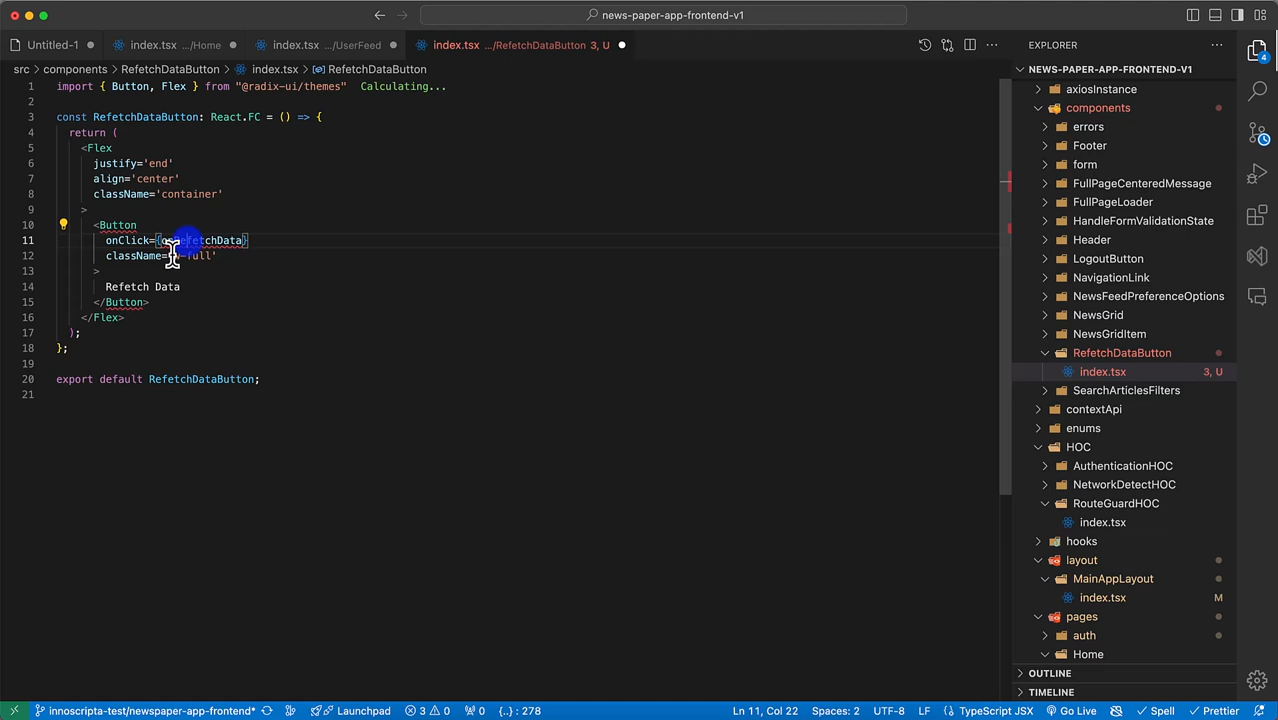 news-paper-app-frontend-v1
Untitled-1
index.tsx .../Home
index.tsx .../UserFeed
index.tsx .../RefetchDataButton 3, U
src > components > RefetchDataButton > index.tsx > RefetchDataButton
1 import { Button, Flex } from "@radix-ui/themes" Calculating...
2
3 const RefetchDataButton: React.FC = () => {
4 return (
5 <Flex
6 justify='end'
7 align='center'
8 className='container'
9 >
10 <Button
11 onClick={onRefetchData}
12 className='w-full'
13 >
14 Refetch Data
15 </Button>
16 </Flex>
17 );
18 };
19
20 export default RefetchDataButton;
21
EXPLORER
NEWS-PAPER-APP-FRONTEND-V1
axiosInstance
components
errors
Footer
form
FullPageCenteredMessage
FullPageLoader
HandleFormValidationState
Header
LogoutButton
NavigationLink
NewsFeedPreferenceOptions
NewsGrid
NewsGridItem
RefetchDataButton
index.tsx 3, U
SearchArticlesFilters
contextApi
enums
HOC
AuthenticationHOC
NetworkDetectHOC
RouteGuardHOC
index.tsx
hooks
layout
MainAppLayout
index.tsx M
pages
auth
Home
OUTLINE
TIMELINE
4
innoscripta-test/newspaper-app-frontend* Launchpad 3 0 0 {..} : 278 Ln 11, Col 22 Spaces: 2 UTF-8 LF {} TypeScript JSX Go Live Spell Prettier